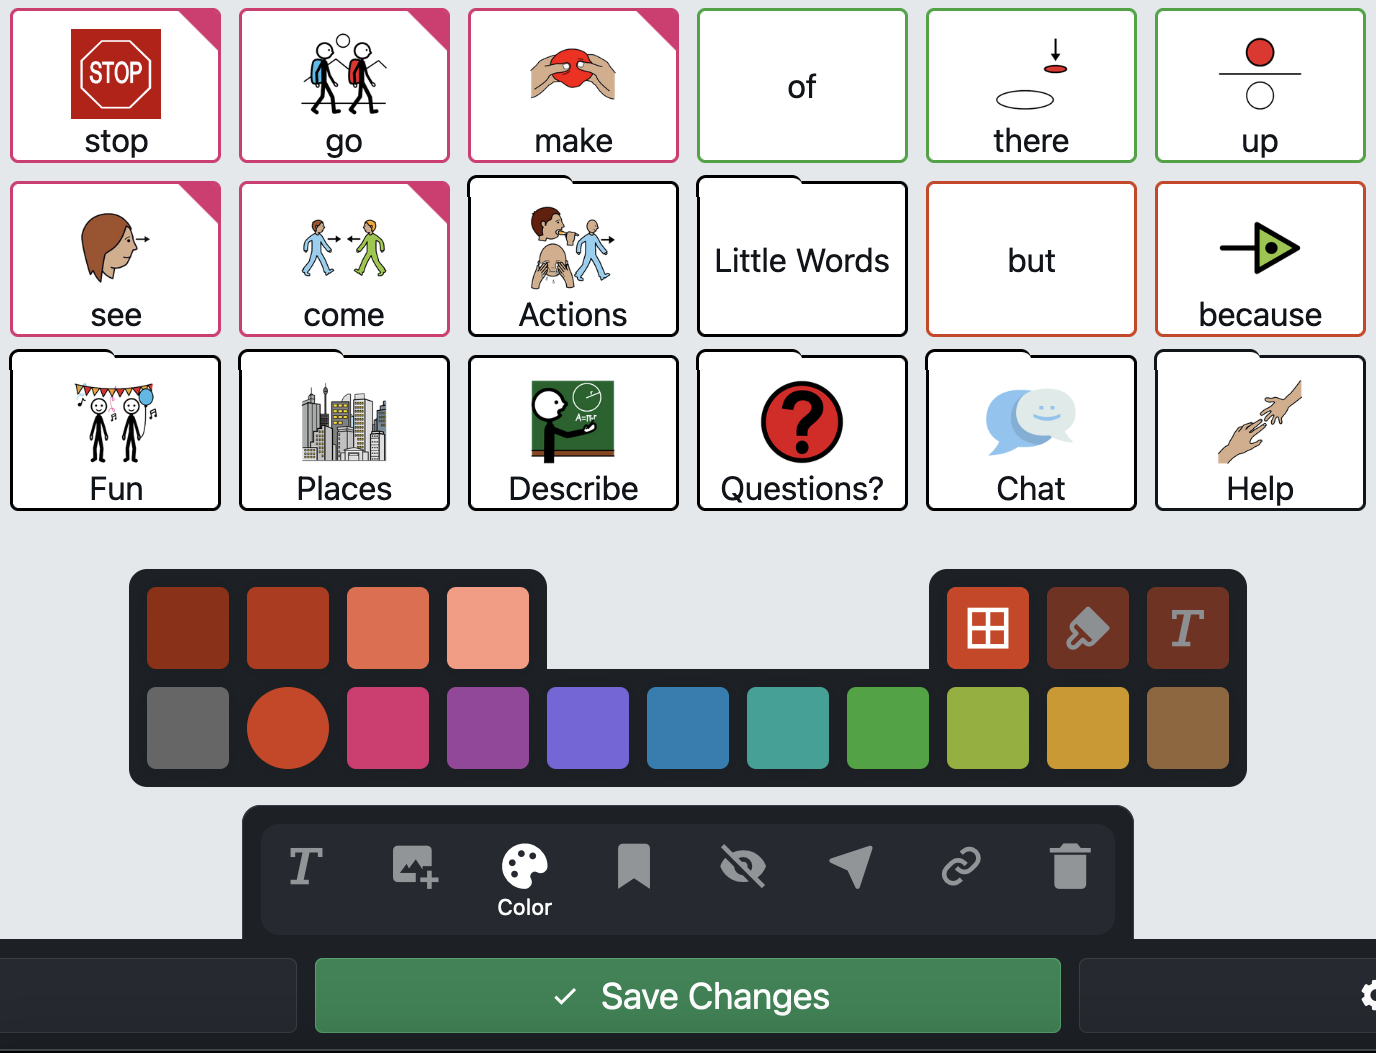 STOP
stop
go
make
of
there
up
see
come
Actions
Little Words
but
because
Fun
Places
A=πr
Describe
Questions?
Chat
Help
Color
Save Changes